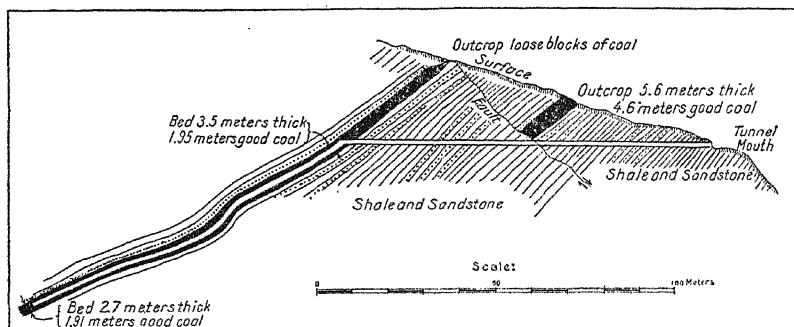 Outcrop loose blocks of coal
Surface
Outcrop 5.6 meters thick
4.6 meters good coal
Fault
Bed 3.5 meters thick
1.95 meters good coal
Tunnel
Mouth
Shale and Sandstone
Shale and Sandstone
Scale:
0 50 100 Meters
Bed 2.7 meters thick
1.91 meters good coal